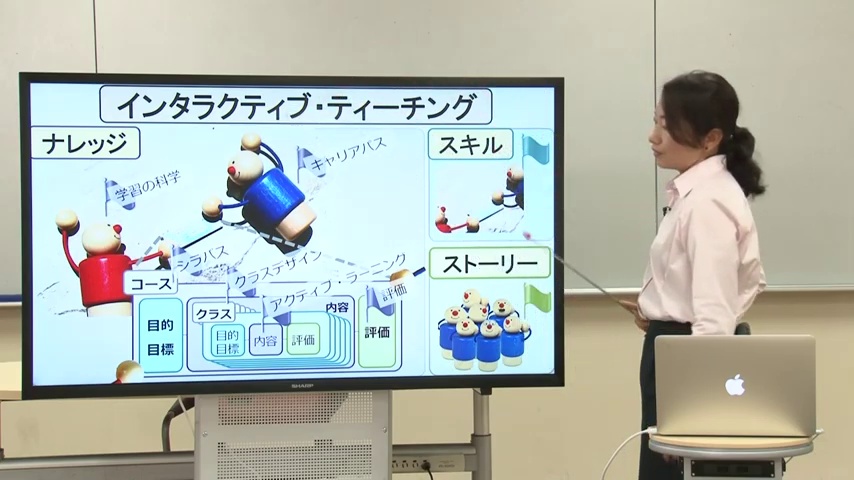 インタラクティブ・ティーチング
ナレッジ
スキル
学習の科学
キャリアパス
シラバス
クラスデザイン
アクティブ・ラーニング
評価
ストーリー
コース
目的
目標
クラス
内容
目的
目標
内容
評価
評価
SHARP